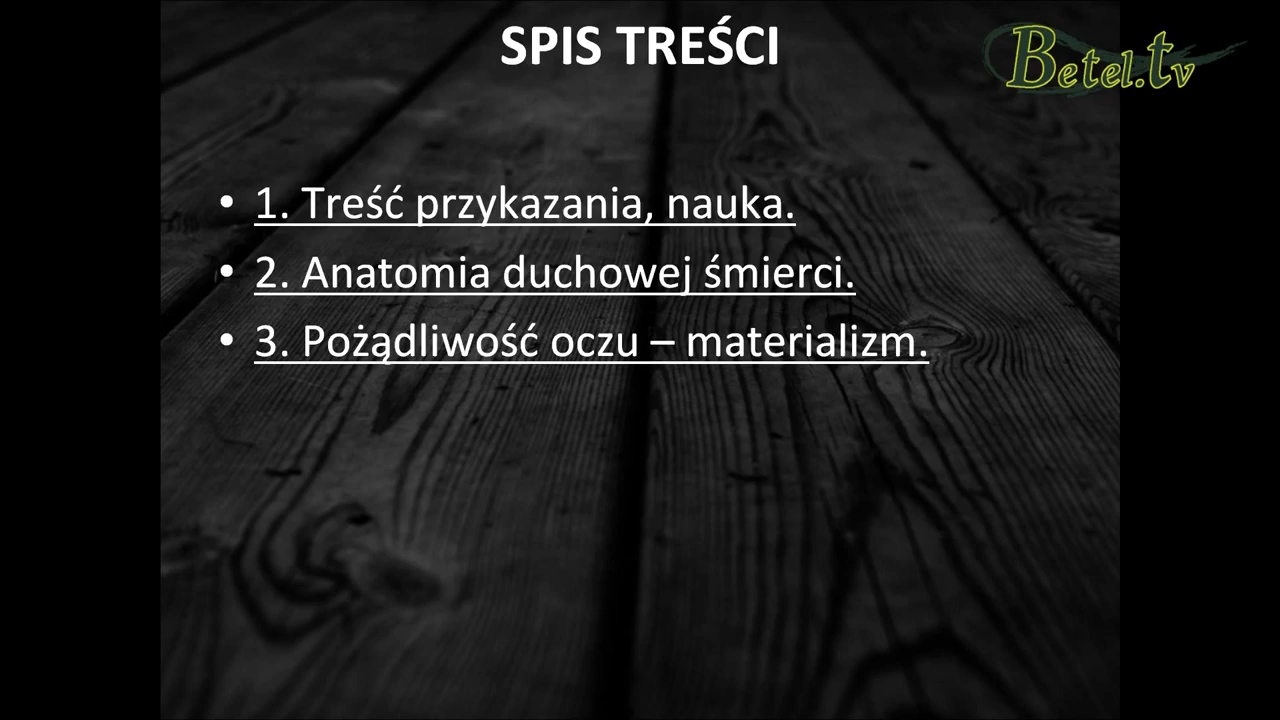 SPIS TREŚCI
Betel.tv
• 1. Treść przykazania, nauka.
• 2. Anatomia duchowej śmierci.
• 3. Pożądliwość oczu – materializm.